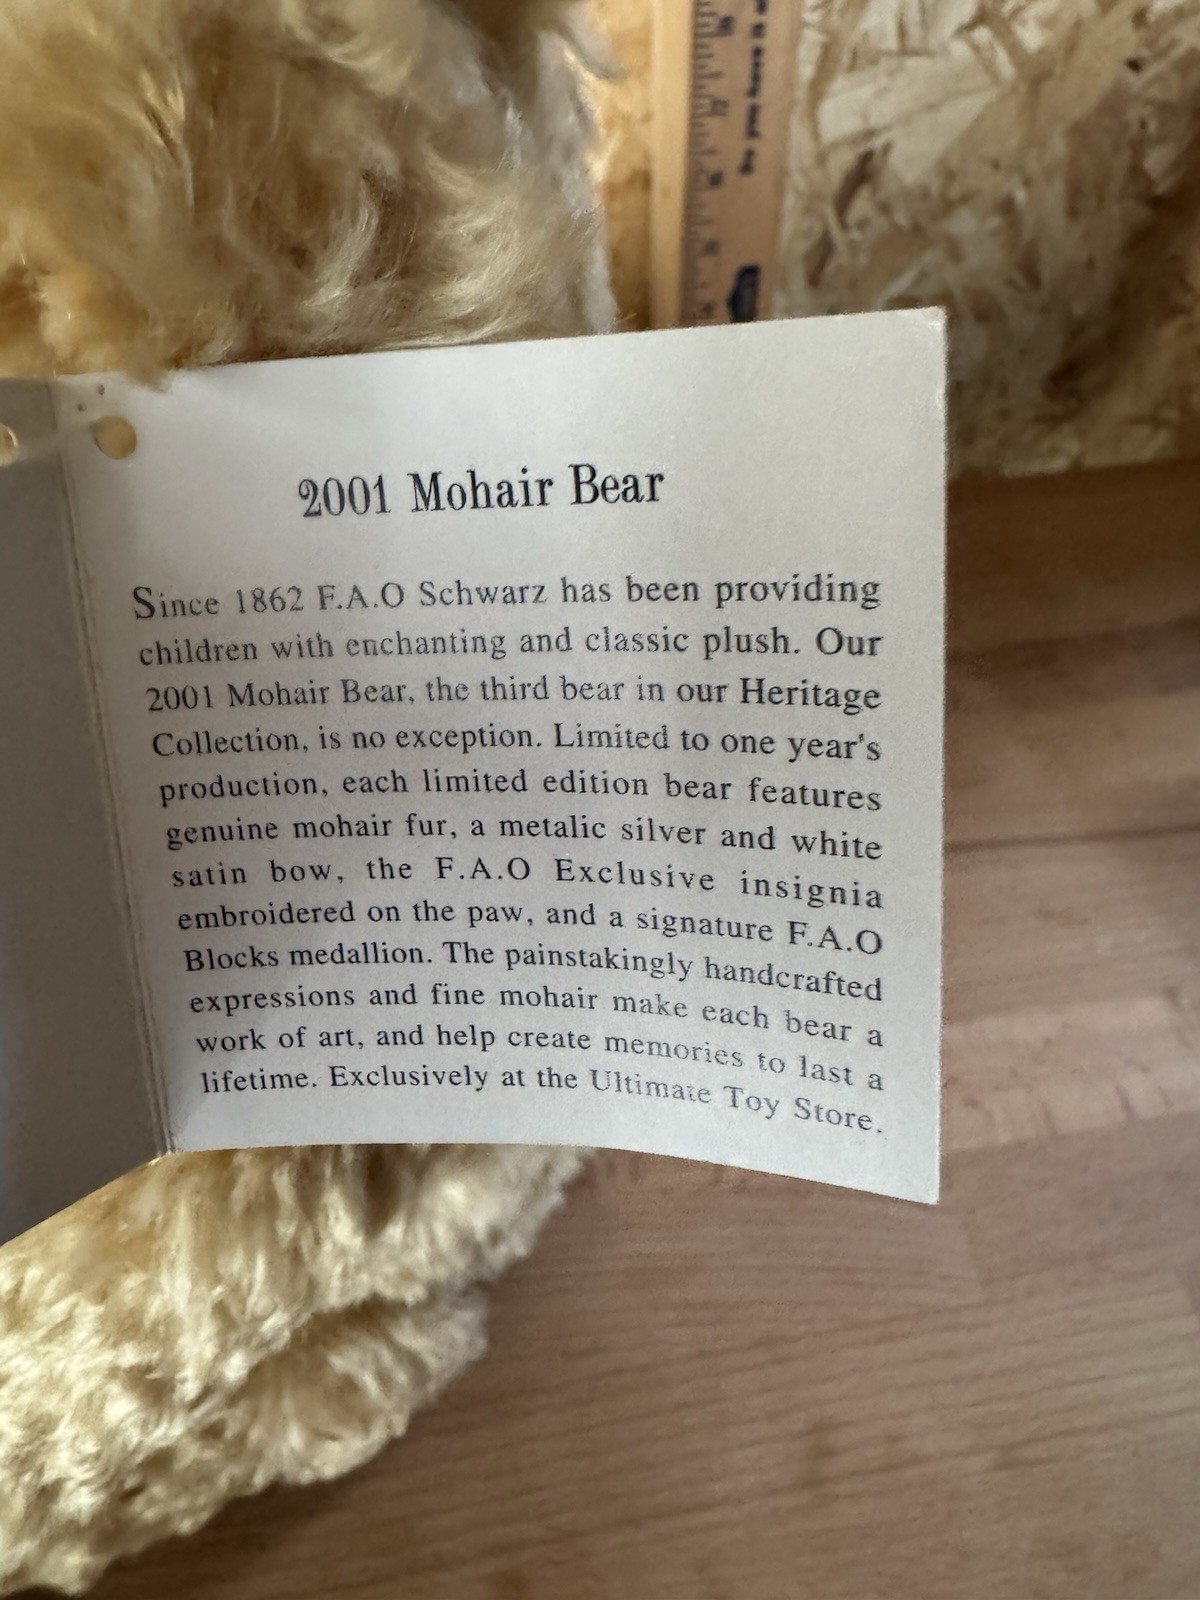 2001 Mohair Bear
Since 1862 F.A.O Schwarz has been providing
children with enchanting and classic plush. Our
2001 Mohair Bear, the third bear in our Heritage
Collection, is no exception. Limited to one year's
production, each limited edition bear features
genuine mohair fur, a metalic silver and white
satin bow, the F.A.O Exclusive insignia
embroidered on the paw, and a signature F.A.O
Blocks medallion. The painstakingly handcrafted
expressions and fine mohair make each bear a
work of art, and help create memories to last a
lifetime. Exclusively at the Ultimate Toy Store.